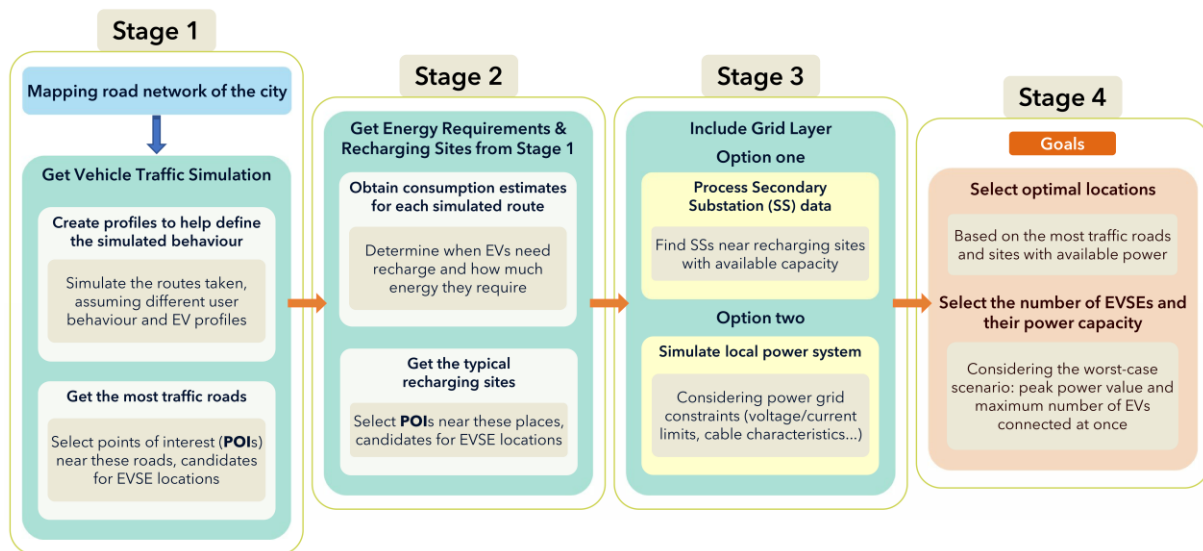 Stage 1
Mapping road network of the city
Get Vehicle Traffic Simulation
Create profiles to help define
the simulated behaviour
Simulate the routes taken,
assuming different user
behaviour and EV profiles
Get the most traffic roads
Select points of interest (POIs)
near these roads, candidates
for EVSE locations
Stage 2
Get Energy Requirements &
Recharging Sites from Stage 1
Obtain consumption estimates
for each simulated route
Determine when EVs need
recharge and how much
energy they require
Get the typical
recharging sites
Select POIs near these places,
candidates for EVSE locations
Stage 3
Include Grid Layer
Option one
Process Secondary
Substation (SS) data
Find SSs near recharging sites
with available capacity
Option two
Simulate local power system
Considering power grid
constraints (voltage/current
limits, cable characteristics...)
Stage 4
Goals
Select optimal locations
Based on the most traffic roads
and sites with available power
Select the number of EVSEs and
their power capacity
Considering the worst-case
scenario: peak power value and
maximum number of EVs
connected at once